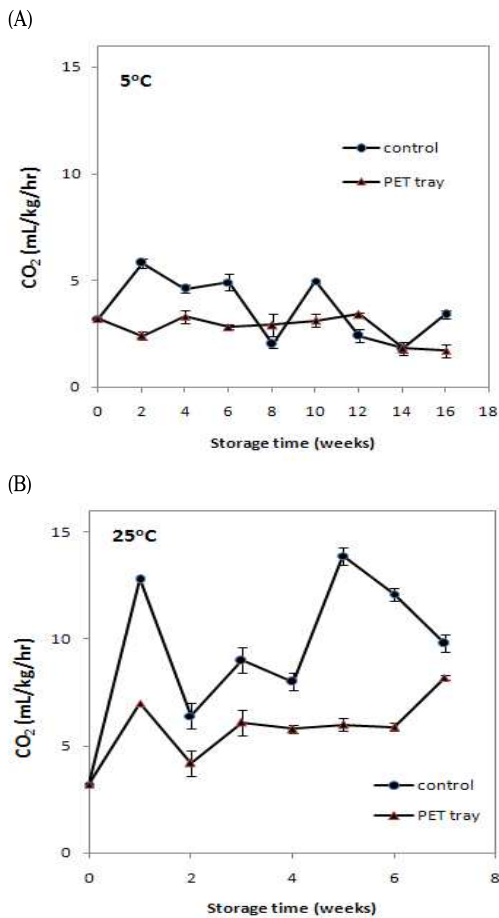 (A)
15
5°C
control
10
PET tray
CO₂ (mL/kg/hr)
5
0
0 2 4 6 8 10 12 14 16 18
Storage time (weeks)
(B)
15
25°C
10
CO₂ (mL/kg/hr)
5
control
PET tray
0
0 2 4 6 8
Storage time (weeks)